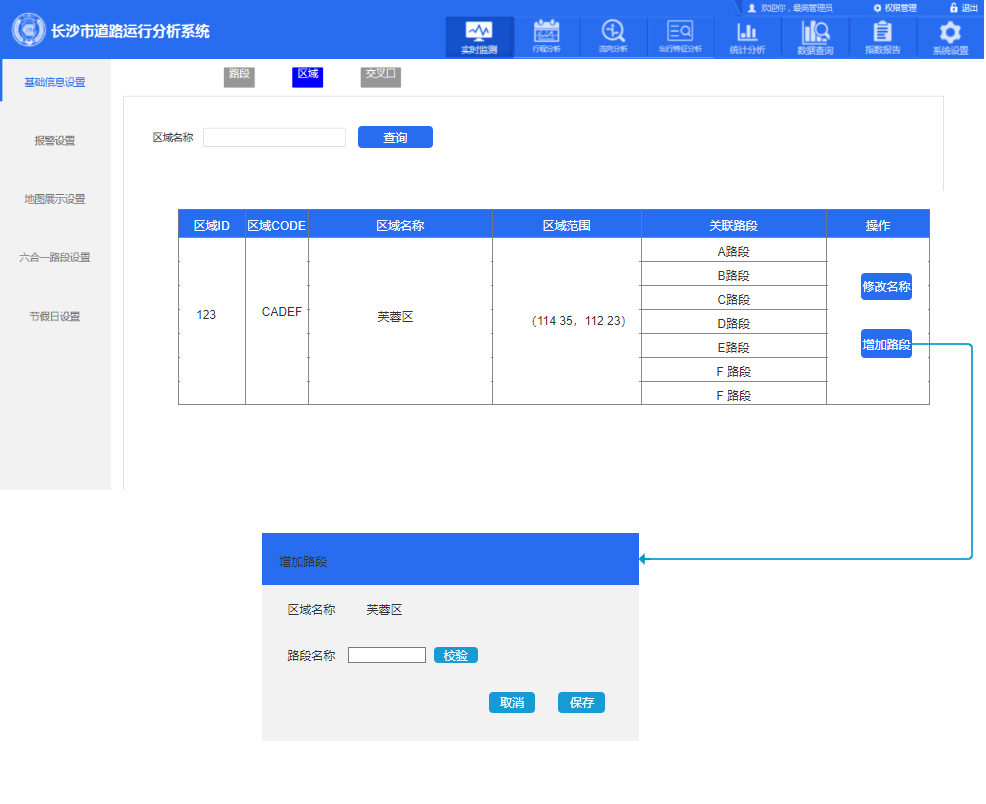 欢迎你，最高管理员 权限管理 退出
长沙市道路运行分析系统
实时监测 行程分析 流向分析 出行特征分析 统计分析 数据查询 指数报告 系统设置
基础信息设置
报警设置
地图展示设置
六合一路段设置
节假日设置
路段 区域 交叉口
区域名称 查询
区域ID 区域CODE 区域名称 区域范围 关联路段 操作
123 CADEF 芙蓉区 （114 35，112 23）
A路段
B路段
C路段
D路段
E路段
F 路段
F 路段
修改名称
增加路段
增加路段
区域名称 芙蓉区
路段名称 校验
取消 保存